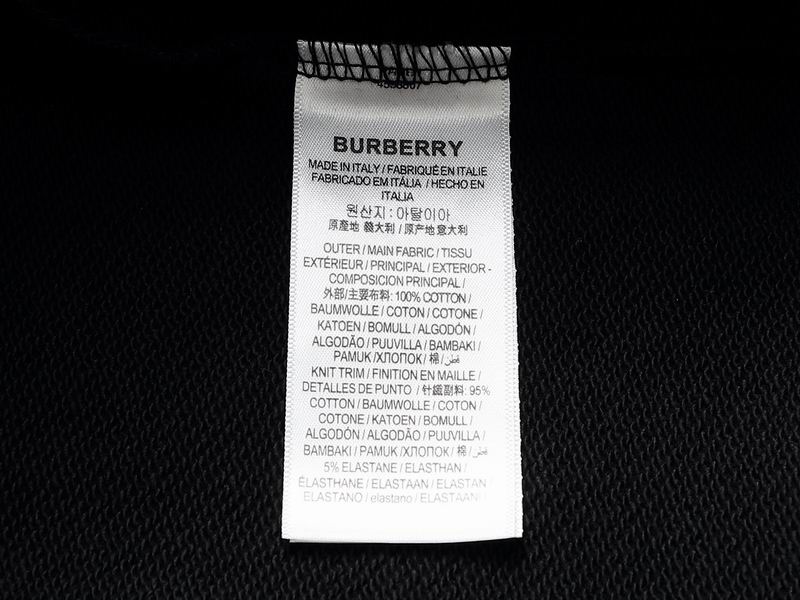 BURBERRY
MADE IN ITALY / FABRIQUÉ EN ITALIE
FABRICADO EM ITÁLIA / HECHO EN
ITALIA
원산지 : 이탈이아
原產地 義大利 / 原产地 意大利
OUTER / MAIN FABRIC / TISSU
EXTÉRIEUR / PRINCIPAL / EXTERIOR -
COMPOSICION PRINCIPAL /
外部/主要布料: 100% COTTON /
BAUMWOLLE / COTON / COTONE /
KATOEN / BOMULL / ALGODÓN /
ALGODÃO / PUUVILLA / BAMBAKI /
PAMUK /ХЛОПОК / 棉 / قطن
KNIT TRIM / FINITION EN MAILLE /
DETALLES DE PUNTO / 针織副料: 95%
COTTON / BAUMWOLLE / COTON /
COTONE / KATOEN / BOMULL /
ALGODÓN / ALGODÃO / PUUVILLA /
BAMBAKI / PAMUK /ХЛОПОК / 棉 / قطن
5% ELASTANE / ELASTHAN /
ÉLASTHANE / ELASTAAN / ELASTAN /
ELASTANO / elastano / ELASTAANI /